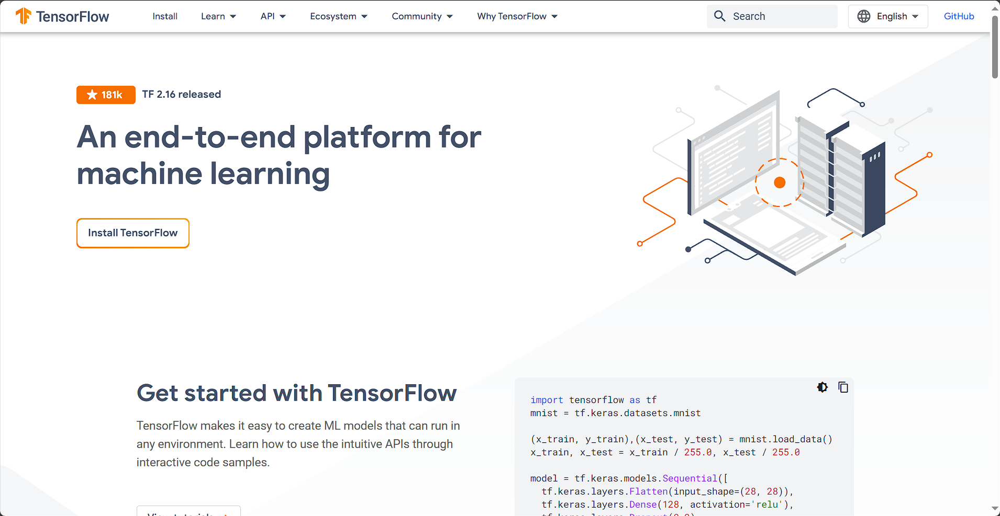 TensorFlow
Install
Learn
API
Ecosystem
Community
Why TensorFlow
Search
English
GitHub
181k
TF 2.16 released
An end-to-end platform for
machine learning
Install TensorFlow
Get started with TensorFlow
TensorFlow makes it easy to create ML models that can run in
any environment. Learn how to use the intuitive APIs through
interactive code samples.
import tensorflow as tf
mnist = tf.keras.datasets.mnist
(x_train, y_train),(x_test, y_test) = mnist.load_data()
x_train, x_test = x_train / 255.0, x_test / 255.0
model = tf.keras.models.Sequential([
tf.keras.layers.Flatten(input_shape=(28, 28)),
tf.keras.layers.Dense(128, activation='relu'),